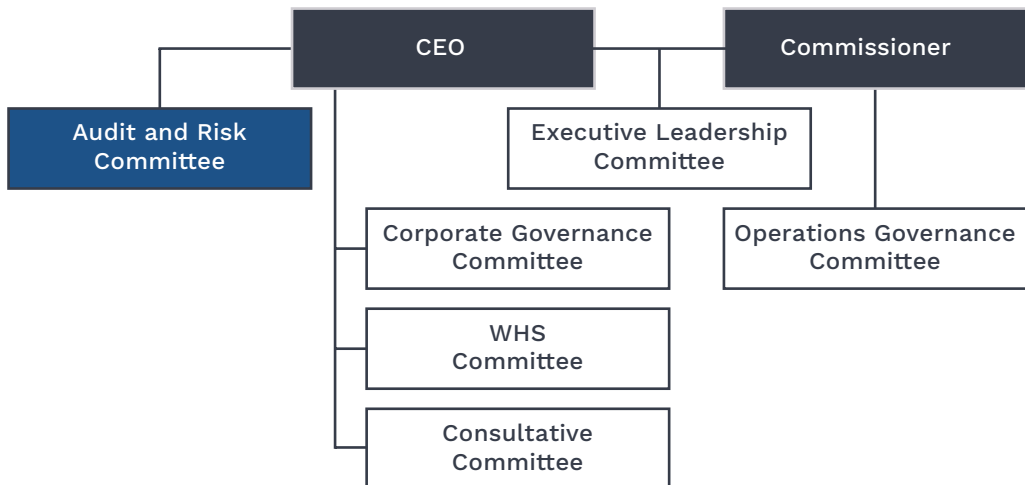 CEO
Commissioner
Audit and Risk
Committee
Executive Leadership
Committee
Corporate Governance
Committee
Operations Governance
Committee
WHS
Committee
Consultative
Committee